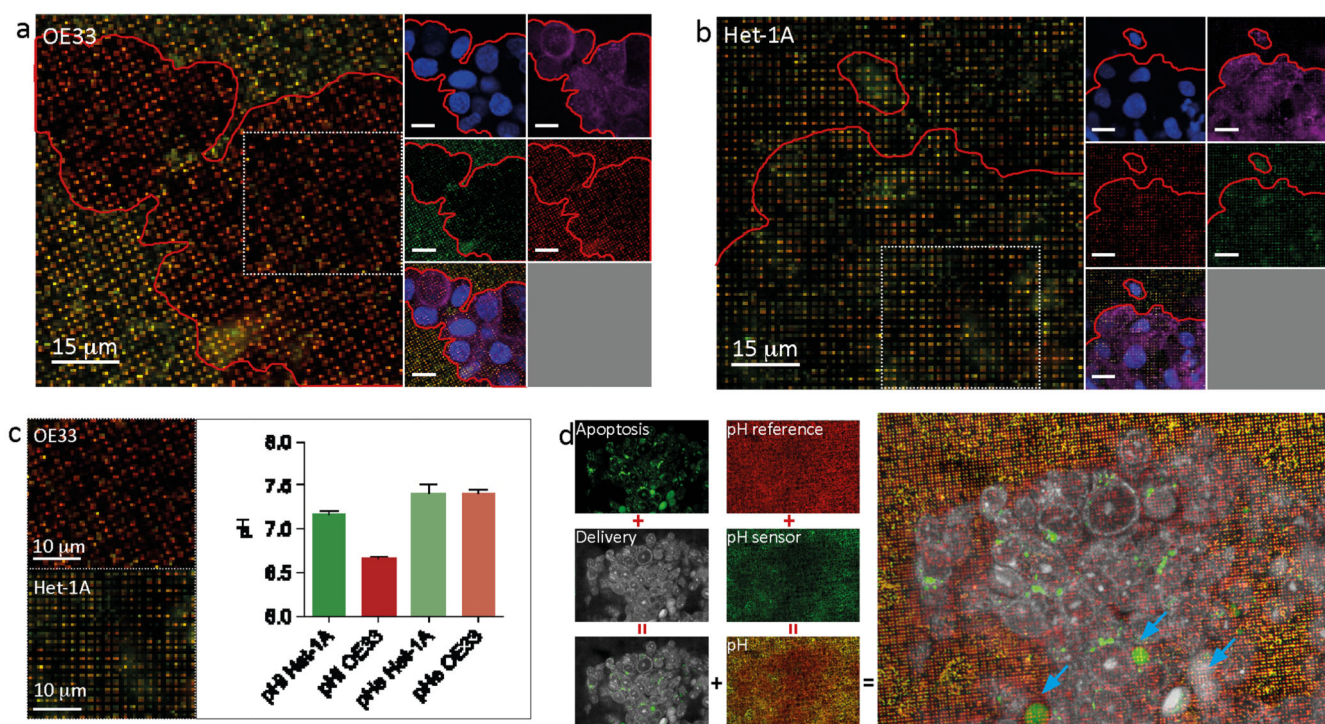 a
OE33
15 μm
b
Het-1A
15 μm
c
OE33
10 μm
Het-1A
10 μm
pH
8.0
7.5
7.0
6.5
6.0
pHi Het-1A
pHi OE33
pHe Het-1A
pHe OE33
d
Apoptosis
pH reference
+
+
Delivery
pH sensor
=
=
+
pH
=